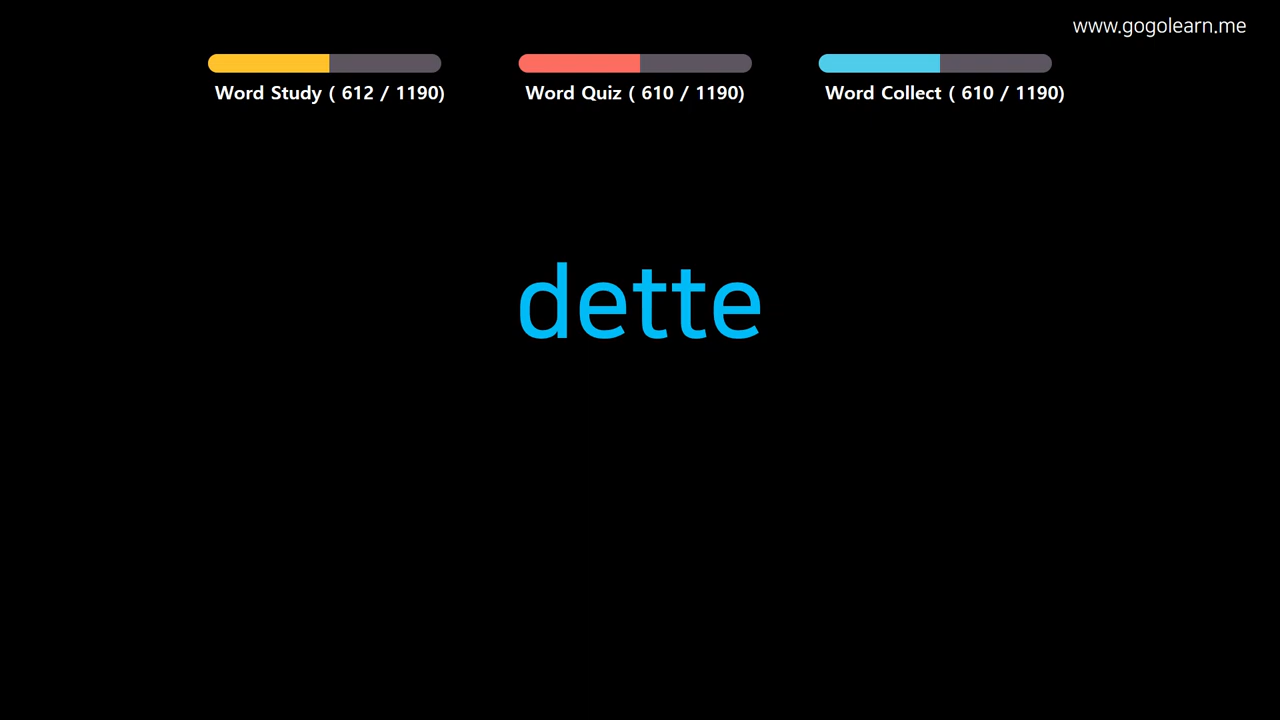 www.gogolearn.me
Word Study ( 612 / 1190)
Word Quiz ( 610 / 1190)
Word Collect ( 610 / 1190)
dette